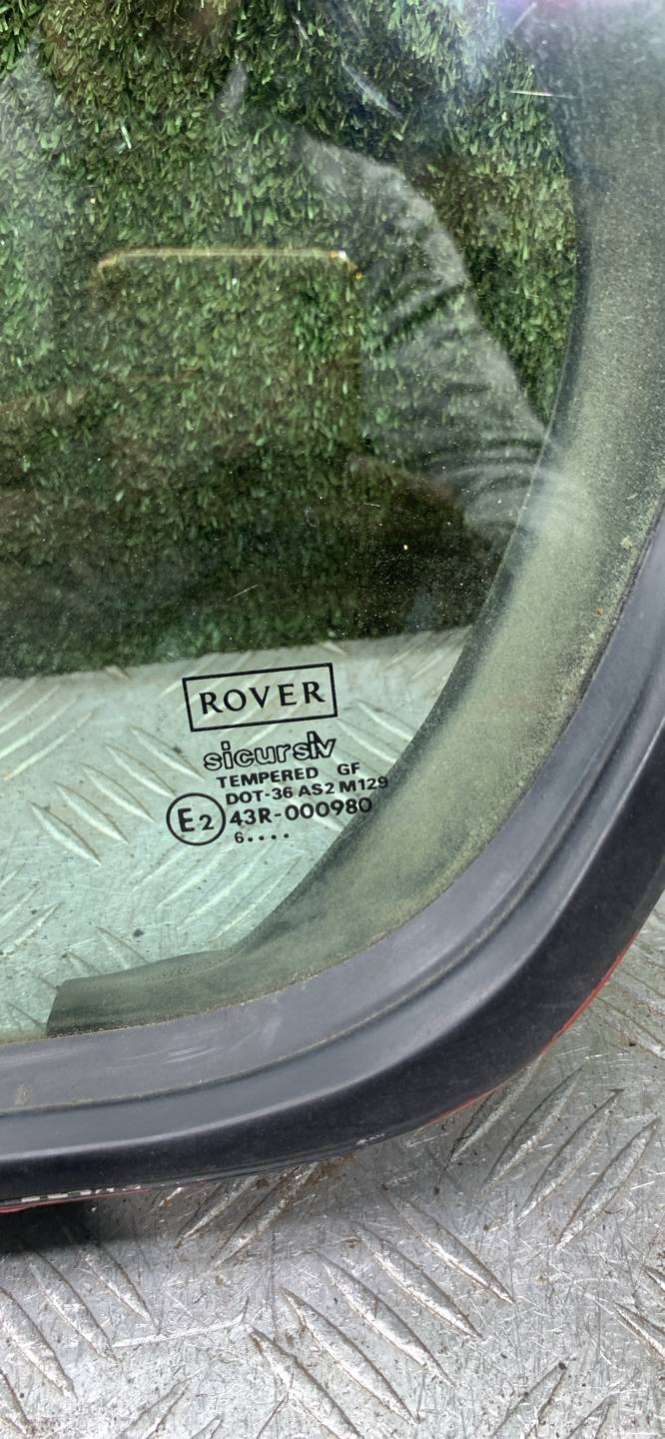 ROVER
sicursiv
TEMPERED GF
DOT-36 AS2 M129
E2 43R-000980
6....